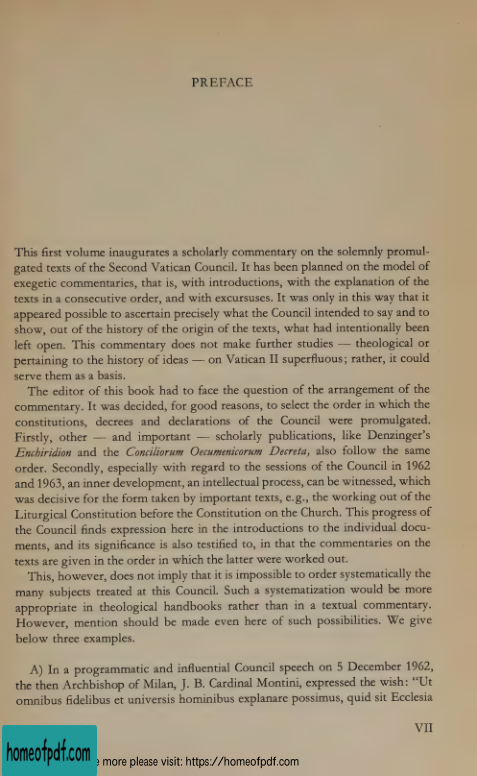 PREFACE
This first volume inaugurates a scholarly commentary on the solemnly promul-
gated texts of the Second Vatican Council. It has been planned on the model of
exegetic commentaries, that is, with introductions, with the explanation of the
texts in a consecutive order, and with excursuses. It was only in this way that it
appeared possible to ascertain precisely what the Council intended to say and to
show, out of the history of the origin of the texts, what had intentionally been
left open. This commentary does not make further studies — theological or
pertaining to the history of ideas — on Vatican II superfluous; rather, it could
serve them as a basis.
The editor of this book had to face the question of the arrangement of the
commentary. It was decided, for good reasons, to select the order in which the
constitutions, decrees and declarations of the Council were promulgated.
Firstly, other — and important — scholarly publications, like Denzinger's
Enchiridion and the Conciliorum Oecumenicorum Decreta, also follow the same
order. Secondly, especially with regard to the sessions of the Council in 1962
and 1963, an inner development, an intellectual process, can be witnessed, which
was decisive for the form taken by important texts, e.g., the working out of the
Liturgical Constitution before the Constitution on the Church. This progress of
the Council finds expression here in the introductions to the individual docu-
ments, and its significance is also testified to, in that the commentaries on the
texts are given in the order in which the latter were worked out.
This, however, does not imply that it is impossible to order systematically the
many subjects treated at this Council. Such a systematization would be more
appropriate in theological handbooks rather than in a textual commentary.
However, mention should be made even here of such possibilities. We give
below three examples.
A) In a programmatic and influential Council speech on 5 December 1962,
the then Archbishop of Milan, J. B. Cardinal Montini, expressed the wish: "Ut
omnibus fidelibus et universis hominibus explanare possimus, quid sit Ecclesia
VII
homeofpdf.com
e more please visit: https://homeofpdf.com